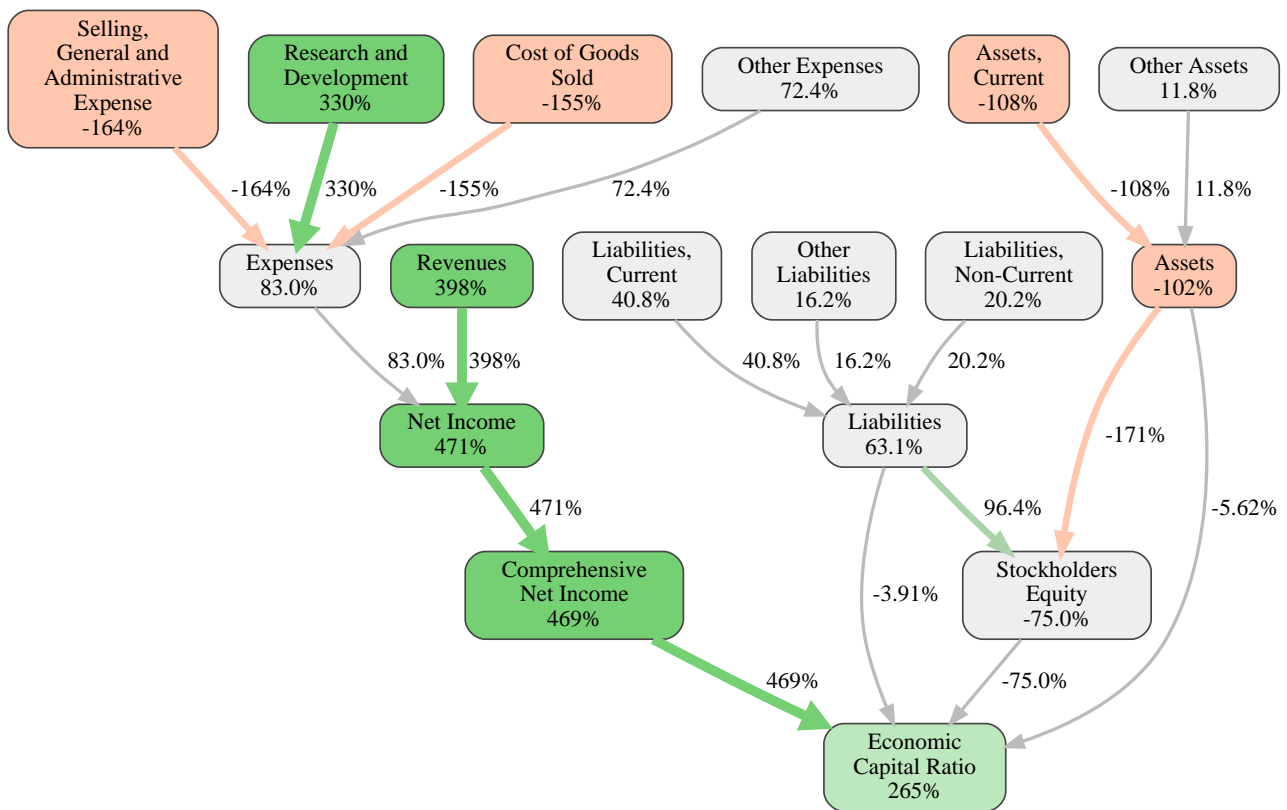 Selling,
General and
Administrative
Expense
-164%
Research and
Development
330%
Cost of Goods
Sold
-155%
Other Expenses
72.4%
Assets,
Current
-108%
Other Assets
11.8%
-164%
330%
-155%
72.4%
-108%
11.8%
Expenses
83.0%
Revenues
398%
Liabilities,
Current
40.8%
Other
Liabilities
16.2%
Liabilities,
Non-Current
20.2%
Assets
-102%
83.0%
398%
40.8%
16.2%
20.2%
Net Income
471%
Liabilities
63.1%
-171%
471%
96.4%
-5.62%
Comprehensive
Net Income
469%
-3.91%
Stockholders
Equity
-75.0%
469%
-75.0%
Economic
Capital Ratio
265%